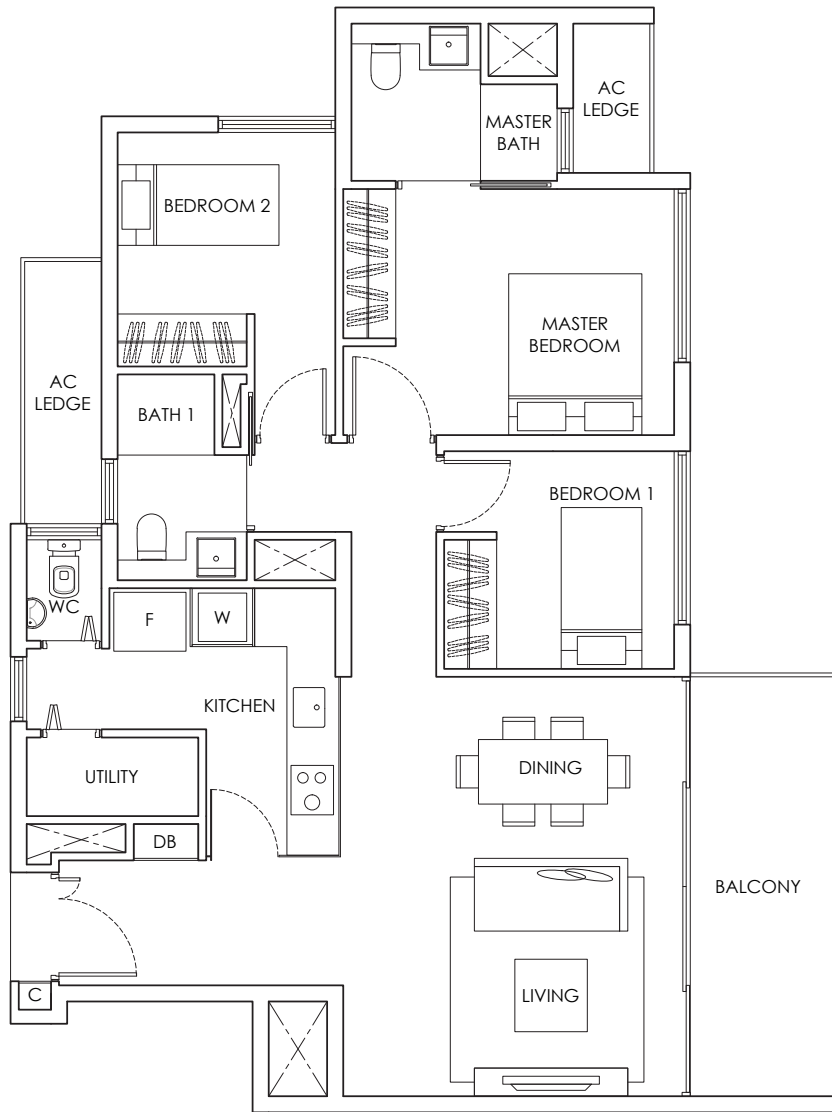 AC
LEDGE
MASTER
BATH
BEDROOM 2
MASTER
BEDROOM
AC
LEDGE
BATH 1
BEDROOM 1
WC
F
W
KITCHEN
UTILITY
DINING
DB
BALCONY
LIVING
C